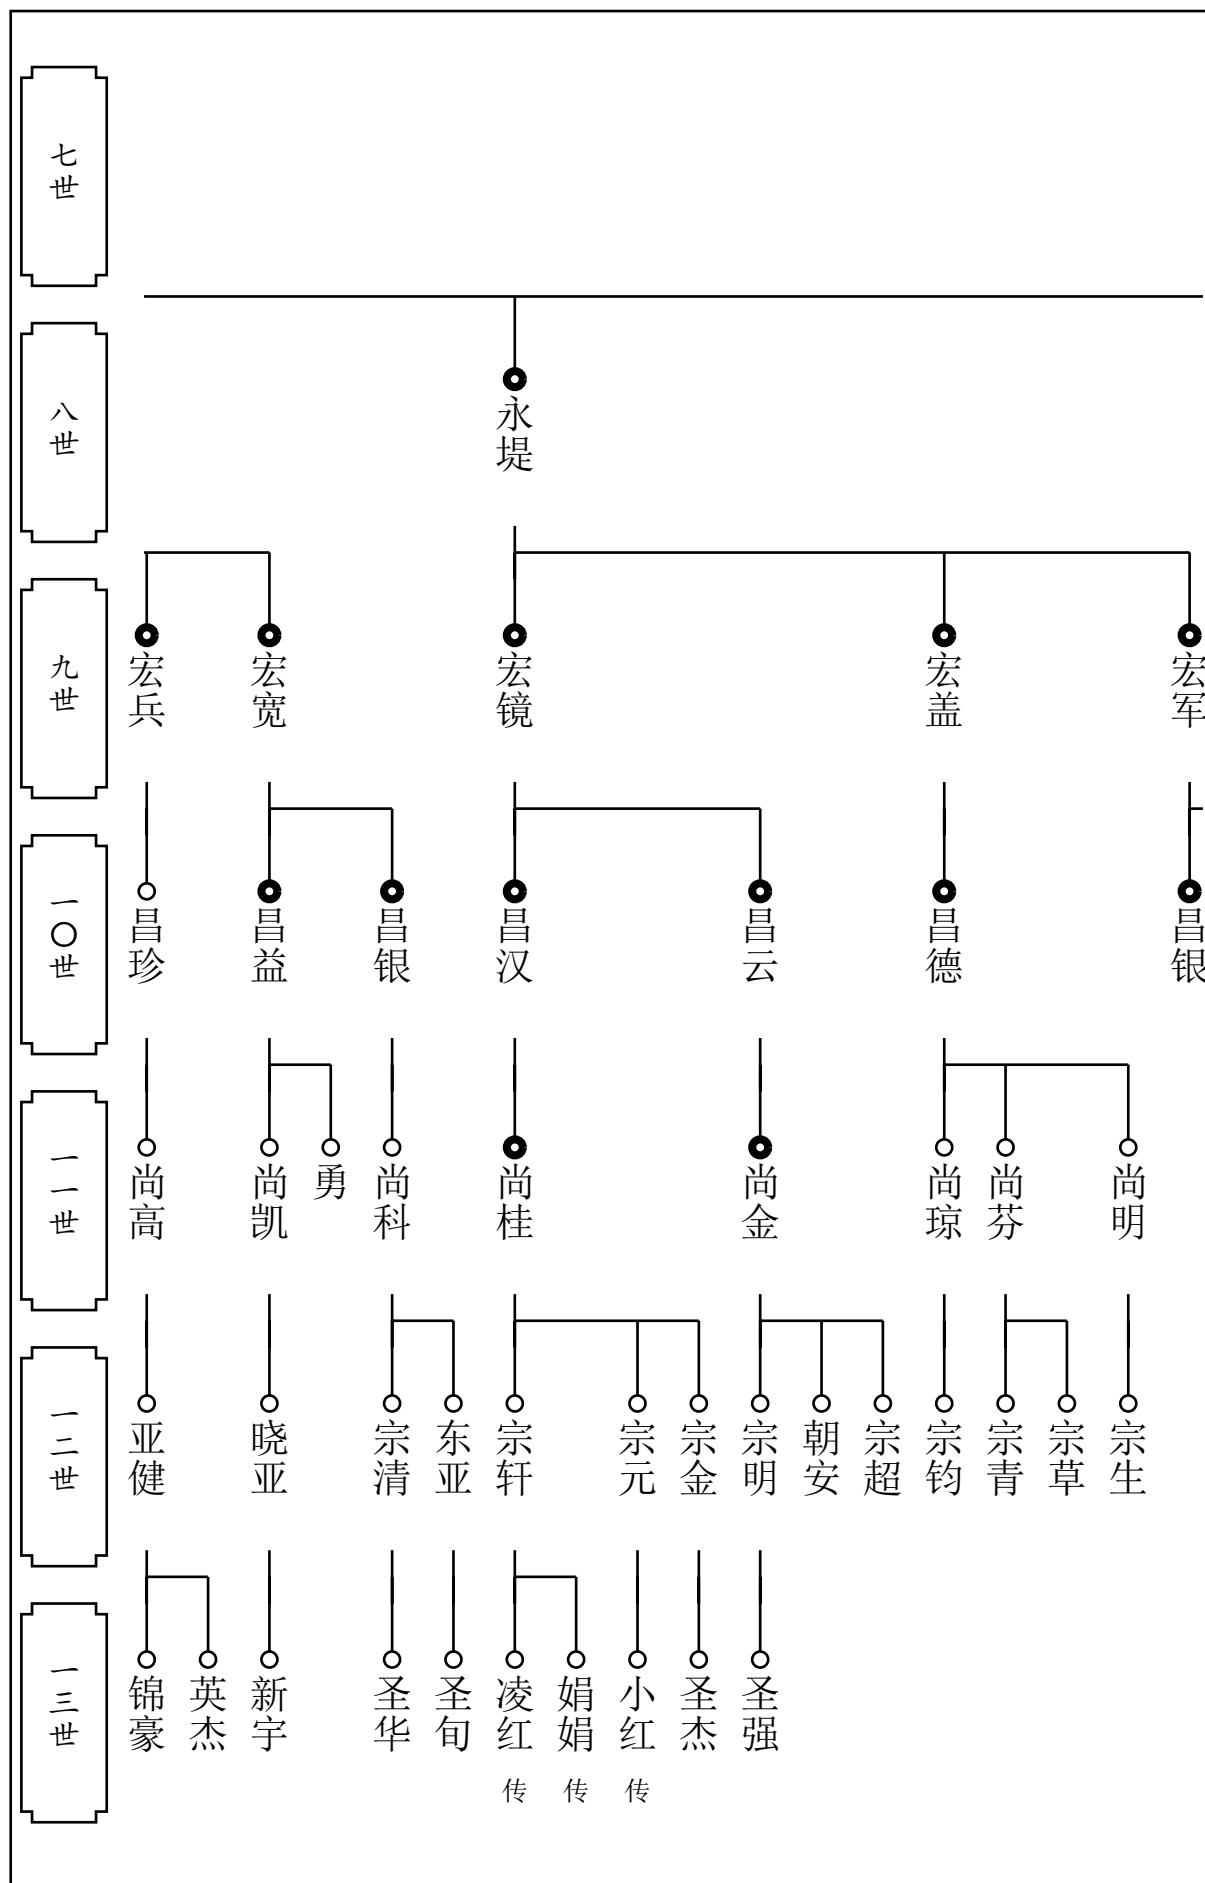 七世
八世
永堤
九世
宏兵
宏宽
宏镜
宏盖
宏军
一〇世
昌珍
昌益
昌银
昌汉
昌云
昌德
昌银
一一世
尚高
尚凯
勇
尚科
尚桂
尚金
尚琼
尚芬
尚明
一二世
亚健
晓亚
宗清
东亚
宗轩
宗元
宗金
宗明
朝安
宗超
宗钧
宗青
宗草
宗生
一三世
锦豪
英杰
新宇
圣华
圣旬
凌红
传
娟娟
传
小红
传
圣杰
圣强